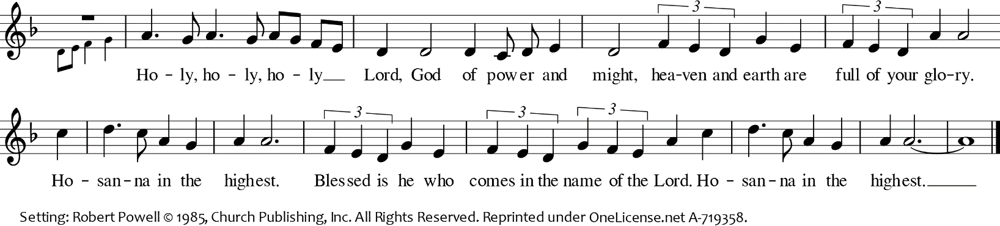 3 3
Ho - ly, ho - ly, ho - ly __ Lord, God of power and might, hea-ven and earth are full of your glo-ry.
3 3 3
Ho - san-na in the highest. Blessed is he who comes in the name of the Lord. Ho - san-na in the highest. ____
Setting: Robert Powell © 1985, Church Publishing, Inc. All Rights Reserved. Reprinted under OneLicense.net A-719358.